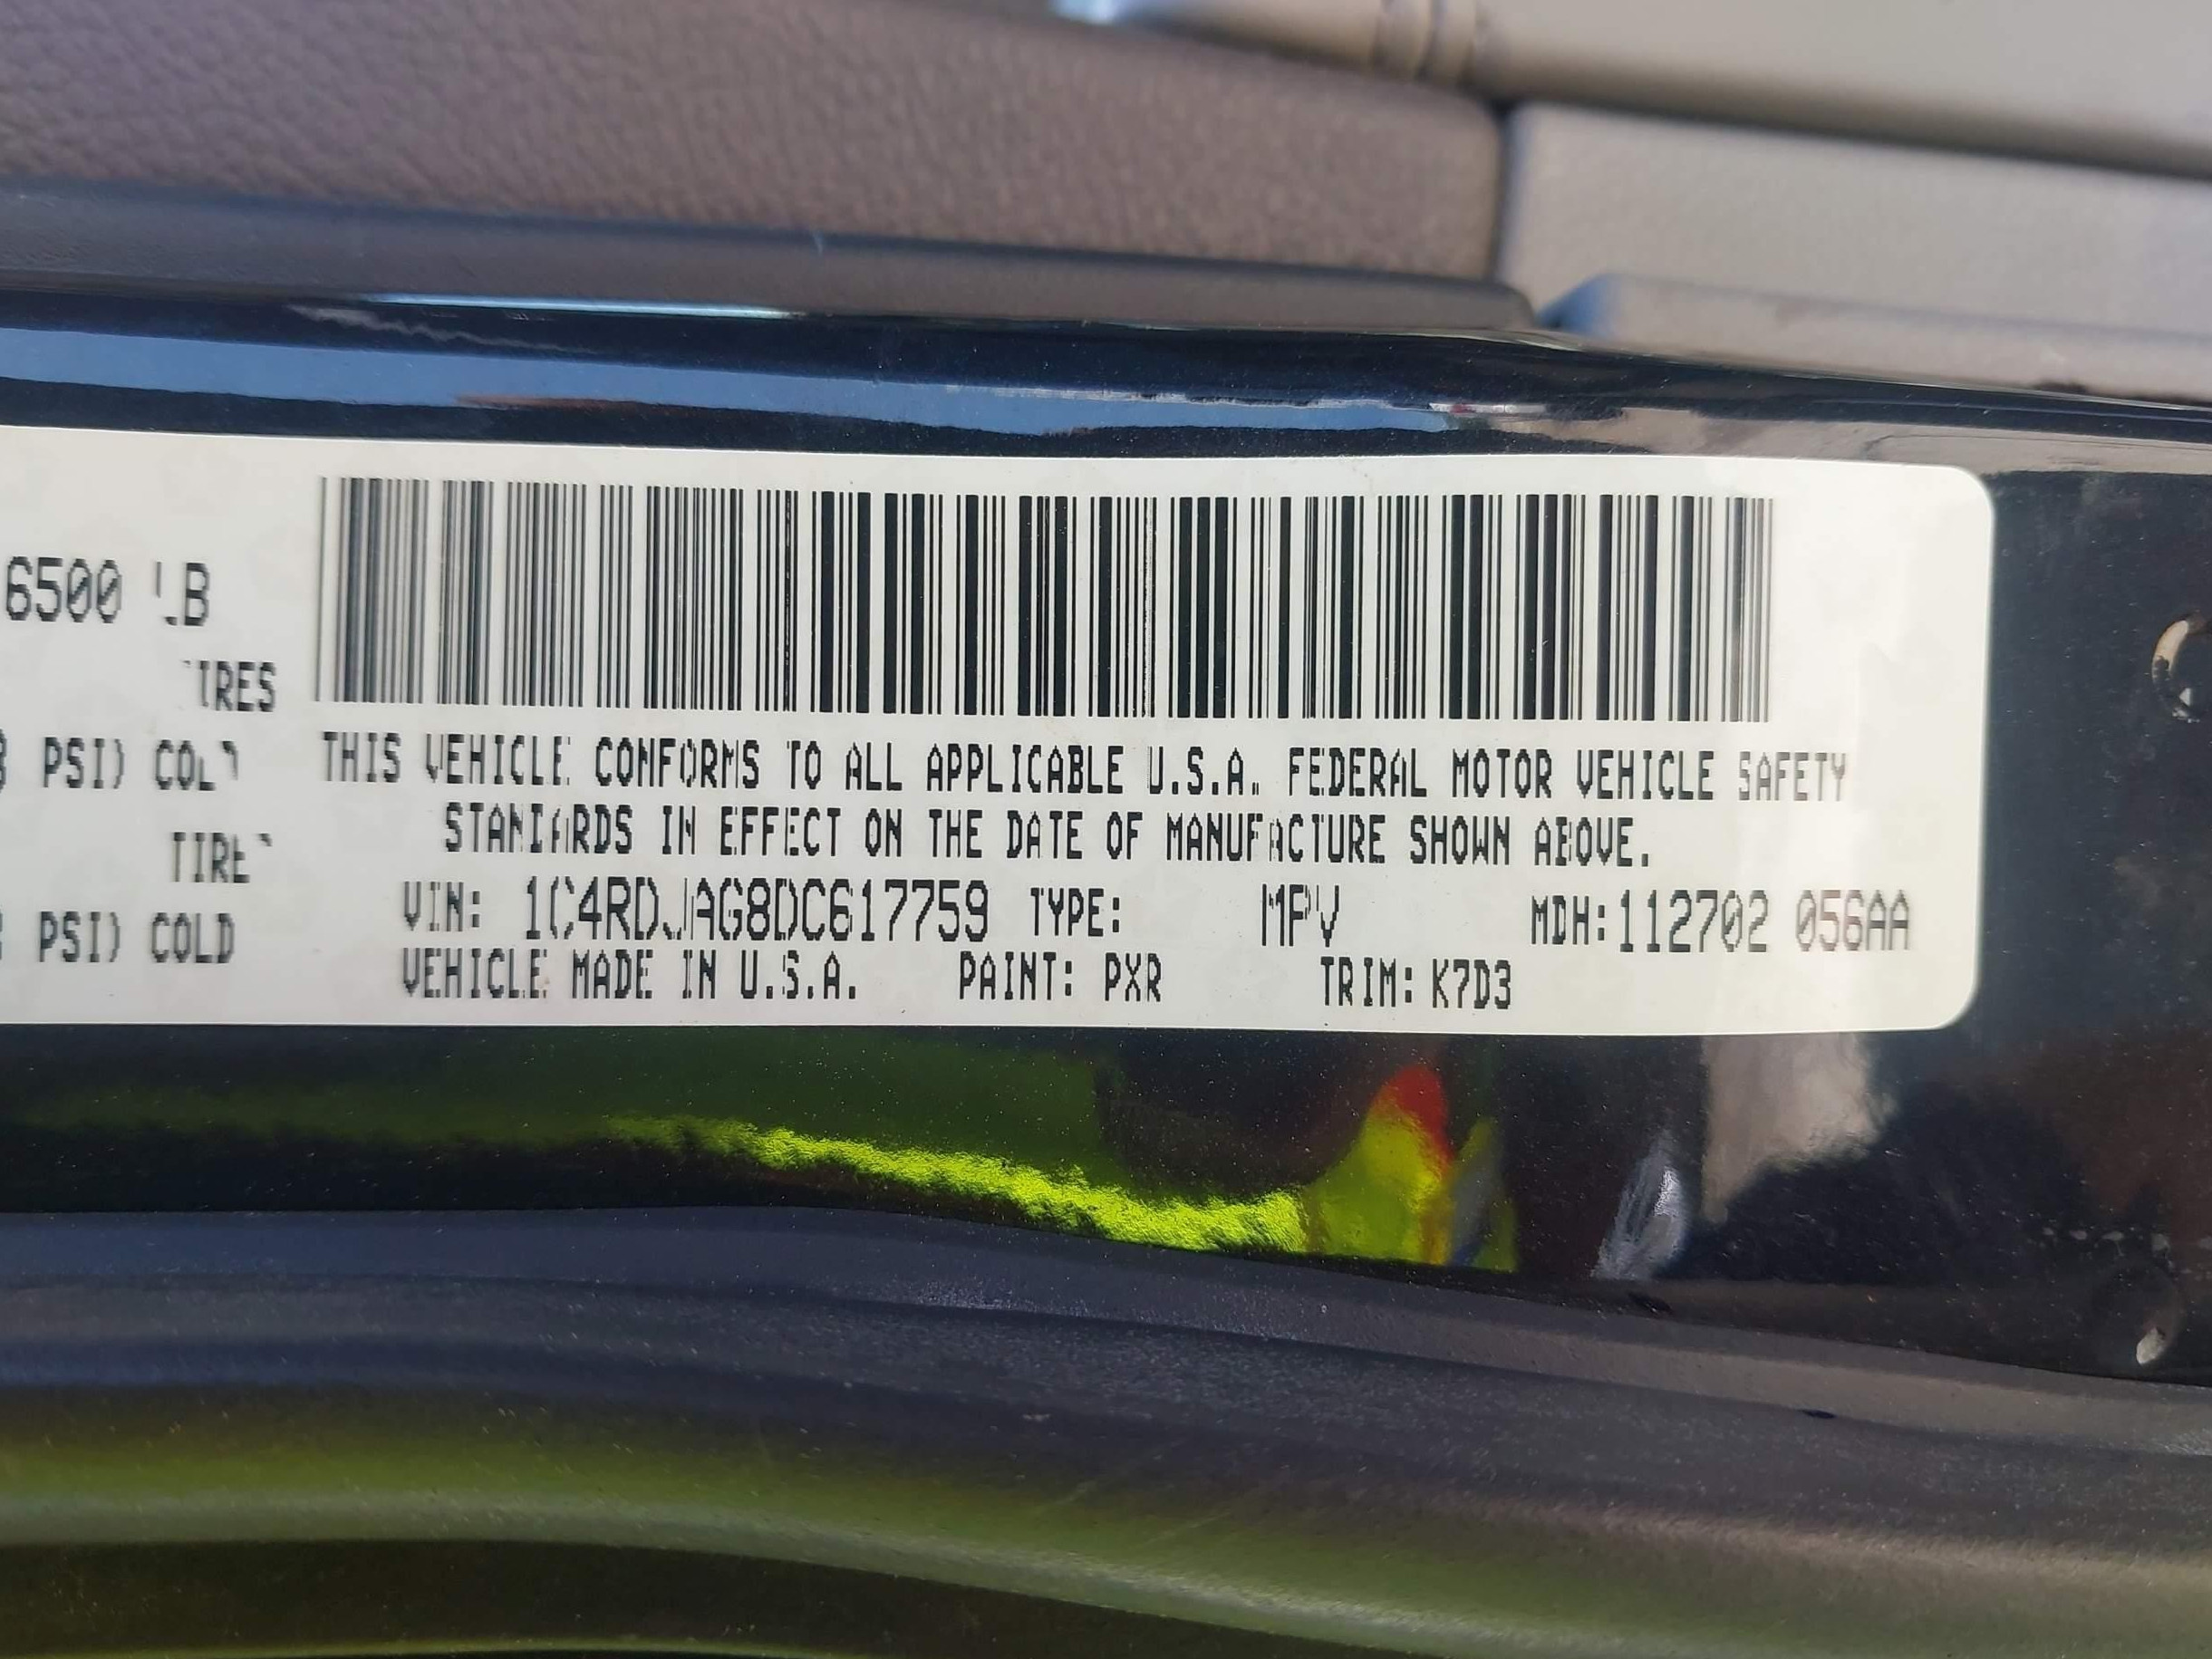 6500 LB
TIRES
PSI) COLD
TIRE
PSI) COLD
THIS VEHICLE CONFORMS TO ALL APPLICABLE U.S.A. FEDERAL MOTOR VEHICLE SAFETY
STANDARDS IN EFFECT ON THE DATE OF MANUFACTURE SHOWN ABOVE.
VIN: 1C4RDJAG8DC617759 TYPE: MPV MDH:112702 056AA
VEHICLE MADE IN U.S.A. PAINT: PXR TRIM: K7D3